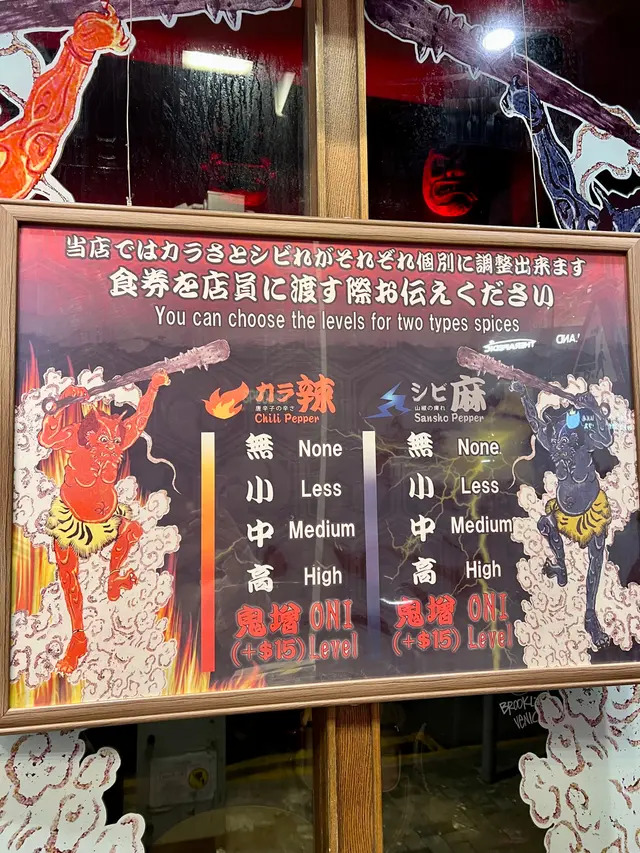 当店ではカラさとシビれがそれぞれ個別に調整出来ます
食券を店員に渡す際お伝えください
You can choose the levels for two types spices
カラ辣
唐辛子の辛さ
Chili Pepper
無 None
小 Less
中 Medium
高 High
鬼増 ONI
(+$15) Level
シビ麻
山椒の痺れ
Sansho Pepper
無 None
小 Less
中 Medium
高 High
鬼増 ONI
(+$15) Level
BROOKL